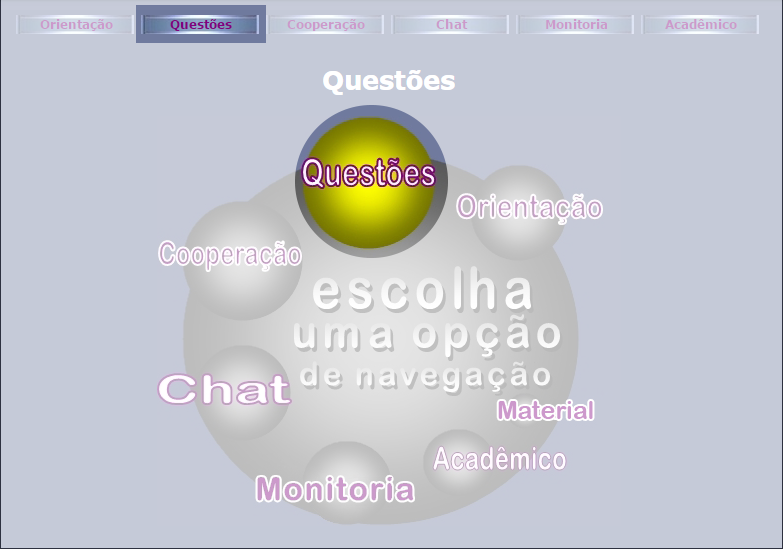 Orientação Questões Cooperação Chat Monitoria Acadêmico
Questões
Questões
Orientação
Cooperação
escolha
uma opção
de navegação
Chat
Material
Acadêmico
Monitoria